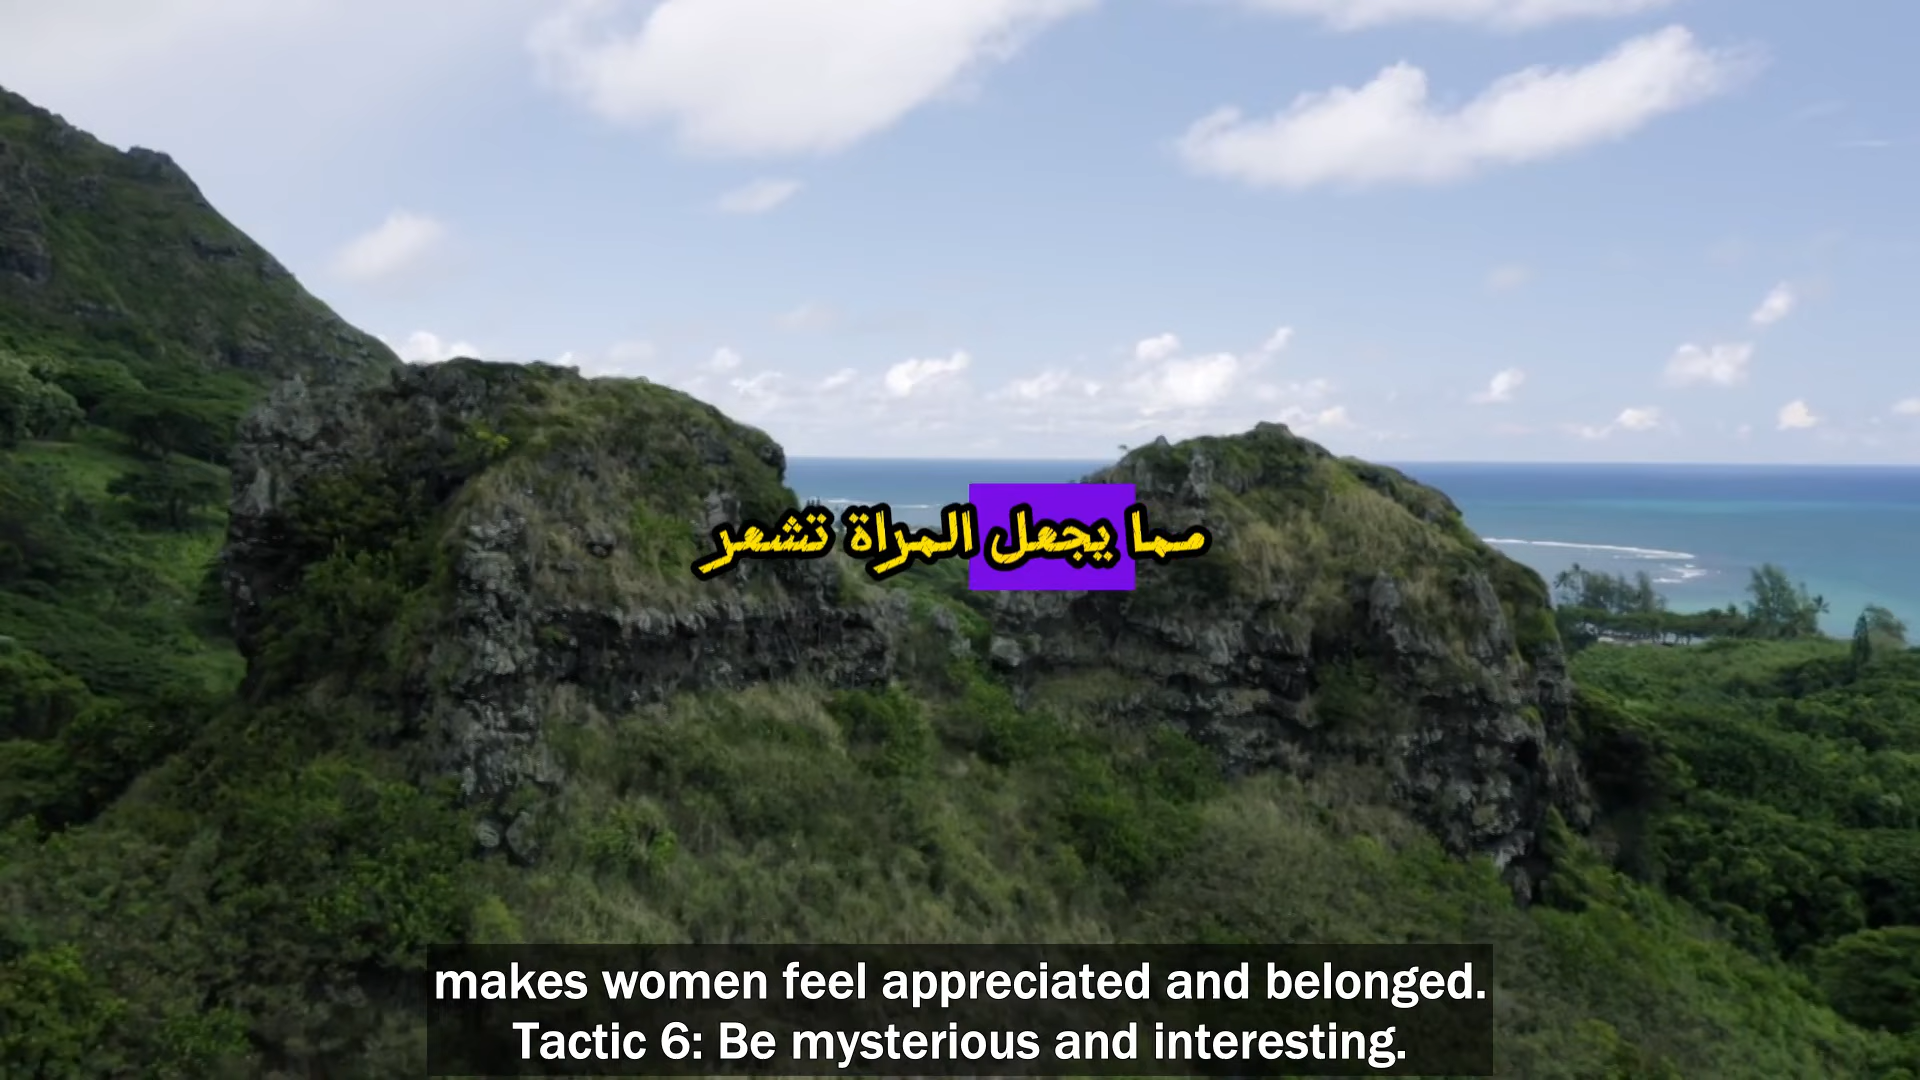 مما يجعل المراة تشعر
makes women feel appreciated and belonged.
Tactic 6: Be mysterious and interesting.